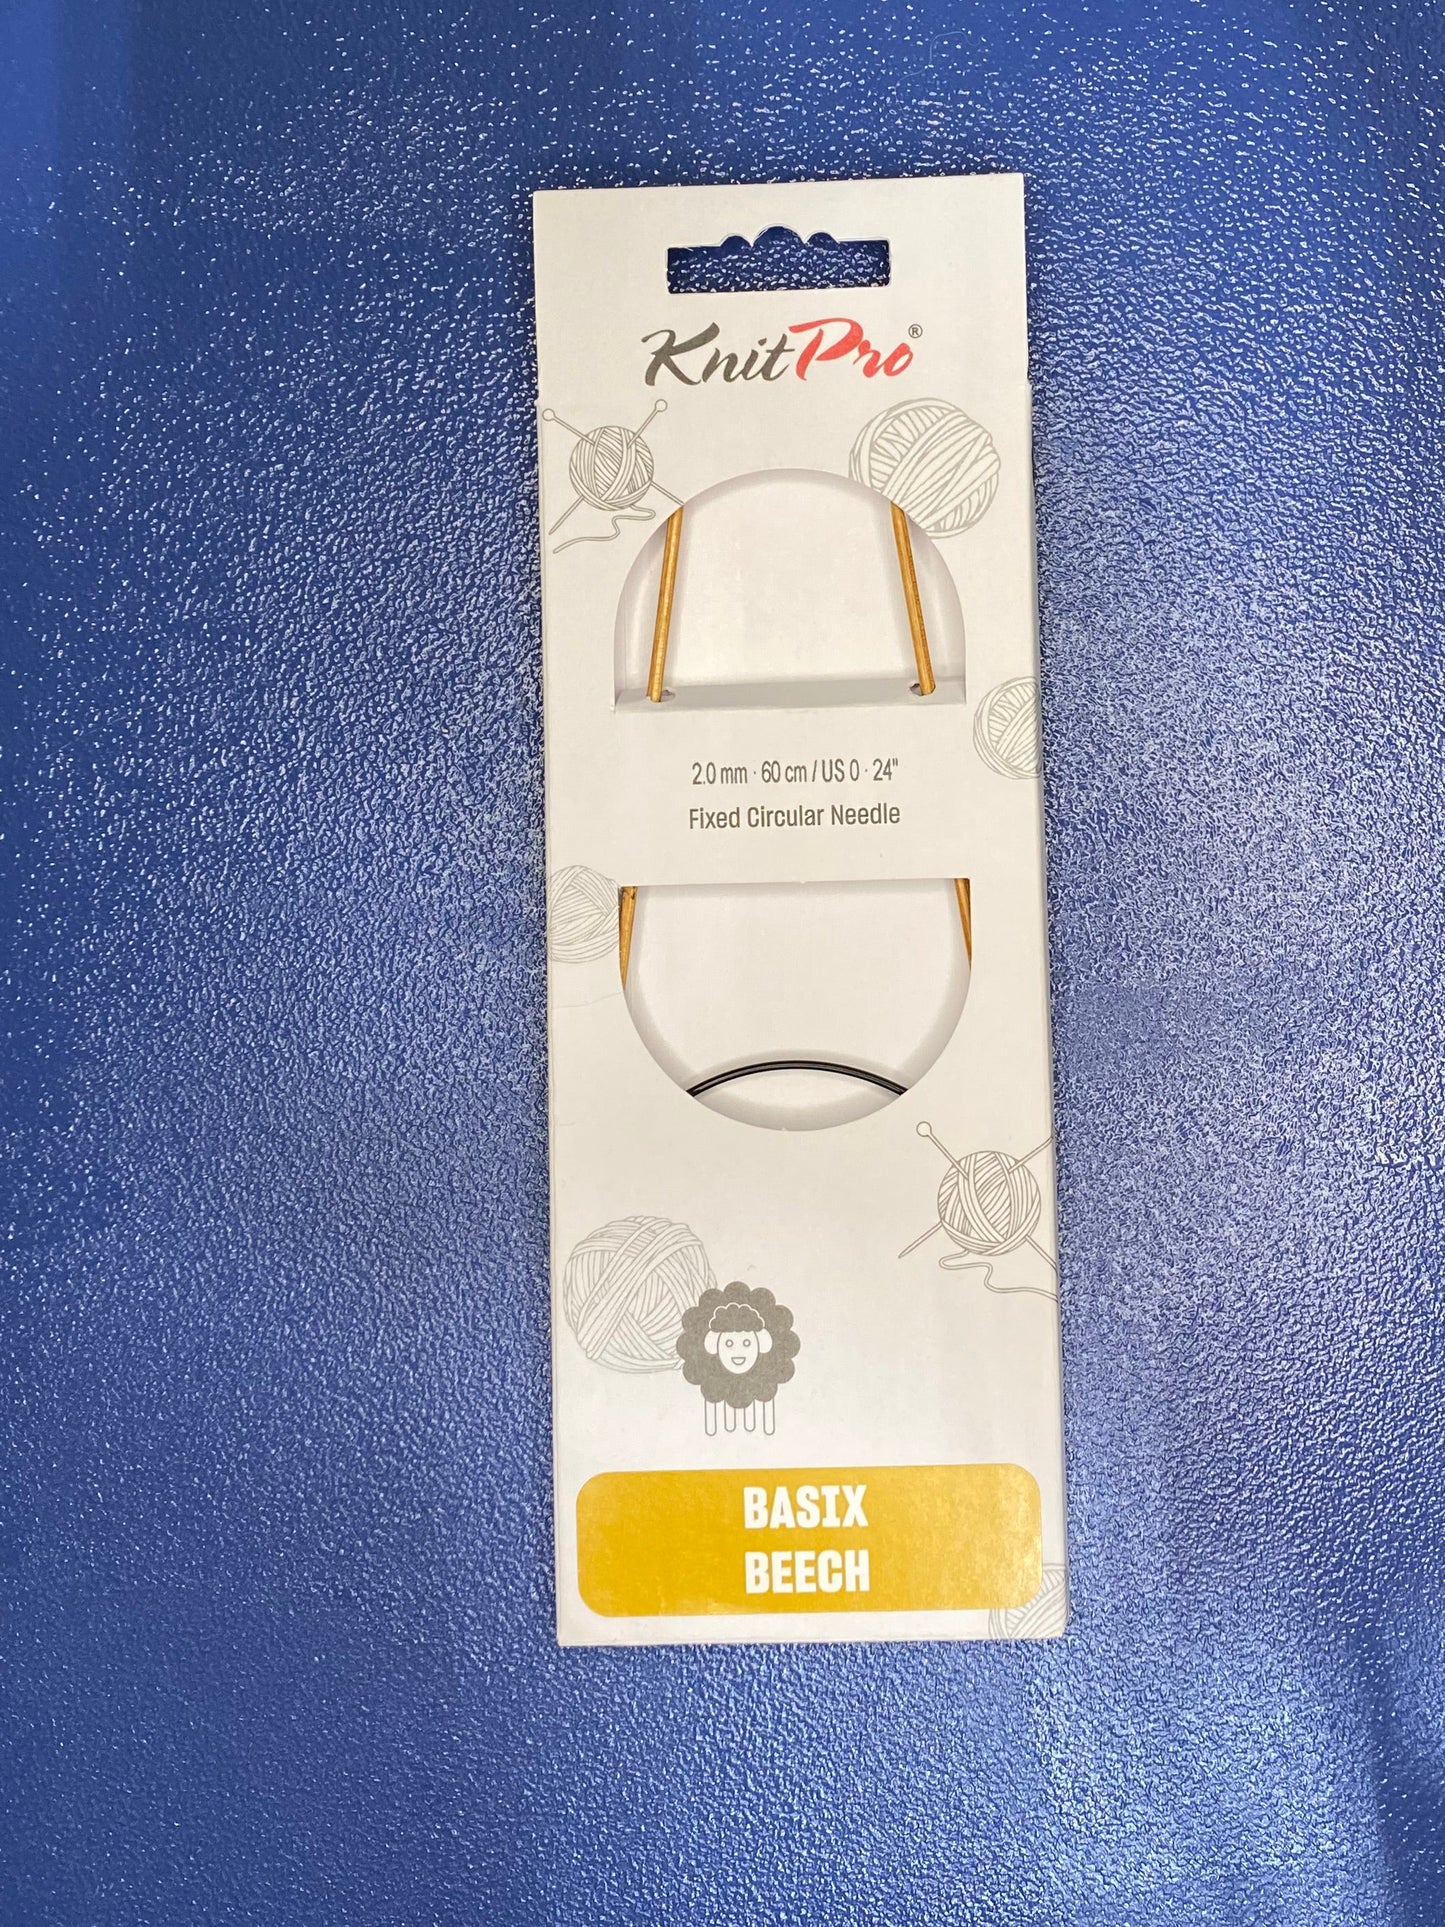 KnitPro®
2.0 mm · 60 cm / US 0 · 24"
Fixed Circular Needle
BASIX
BEECH